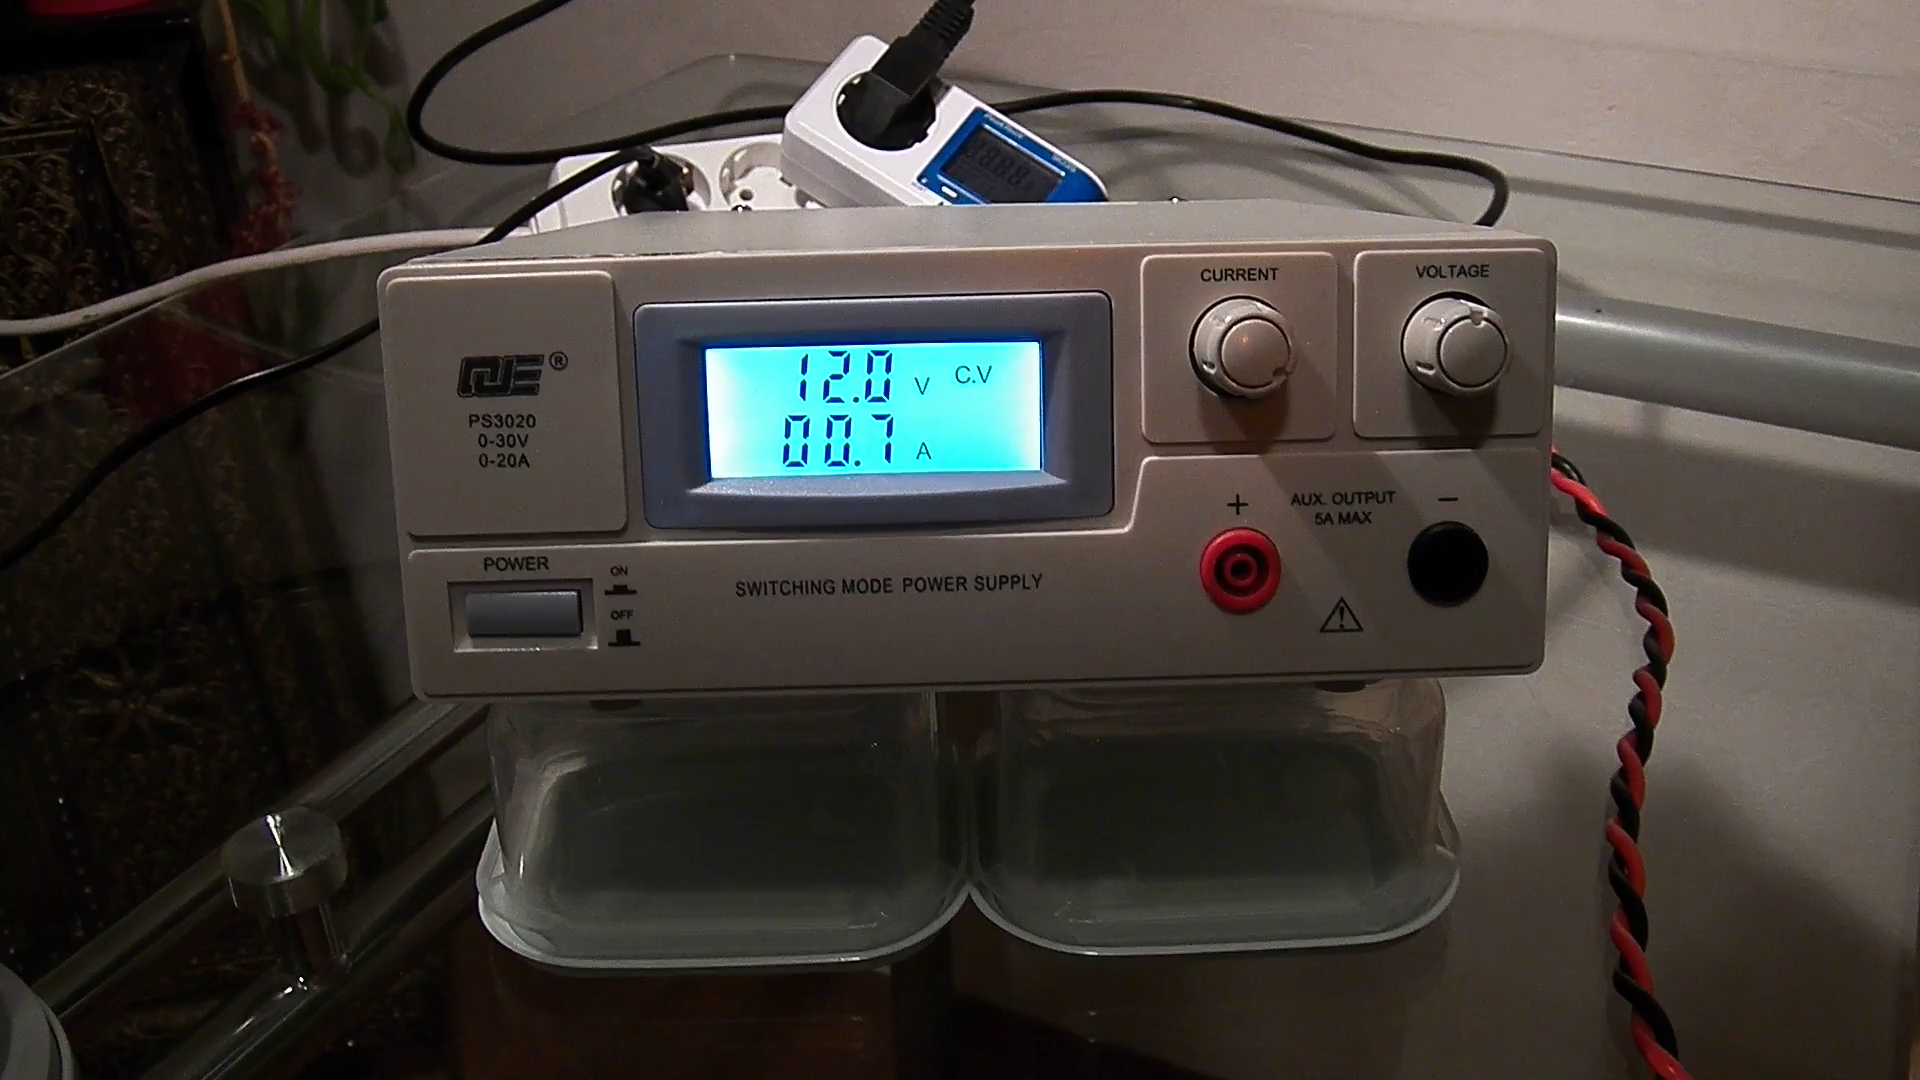 QJE®
PS3020
0-30V
0-20A
12.0 V C.V
00.7 A
CURRENT
VOLTAGE
POWER
ON
OFF
SWITCHING MODE POWER SUPPLY
+ AUX. OUTPUT −
5A MAX